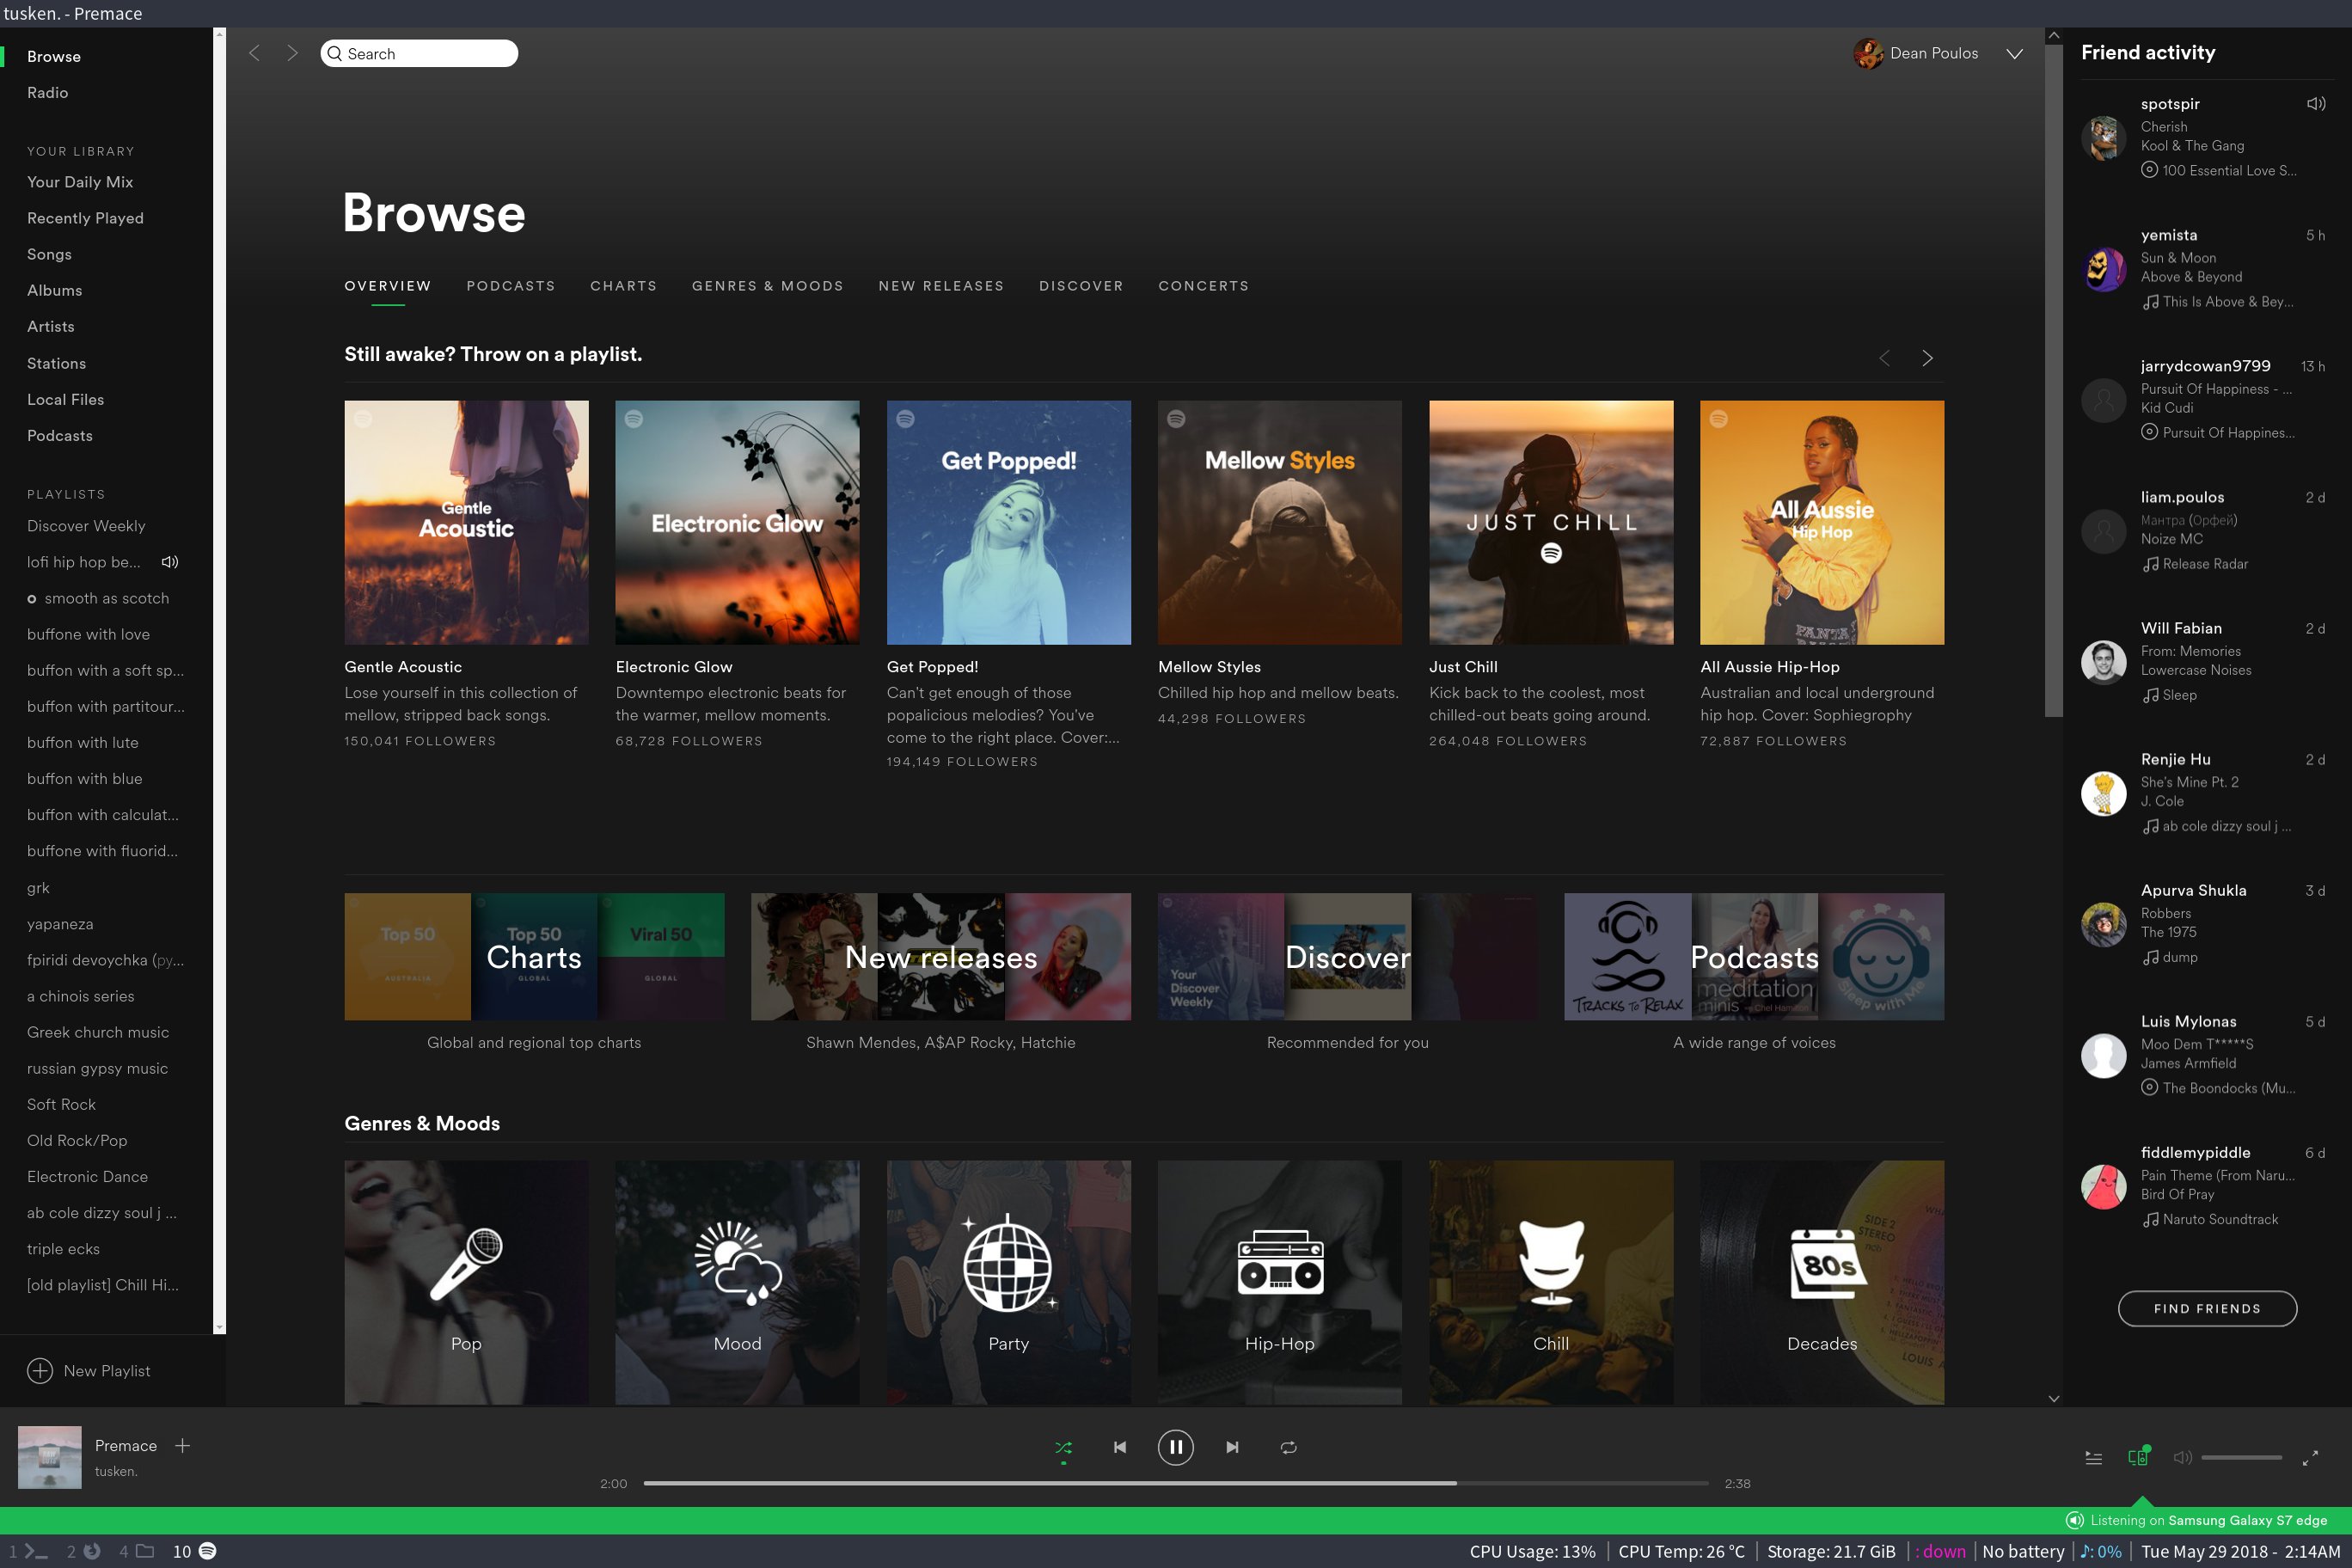 tusken. - Premace
Browse
Radio
YOUR LIBRARY
Your Daily Mix
Recently Played
Songs
Albums
Artists
Stations
Local Files
Podcasts
PLAYLISTS
Discover Weekly
lofi hip hop be...
smooth as scotch
buffone with love
buffon with a soft sp...
buffon with partitour...
buffon with lute
buffon with blue
buffon with calculat...
buffone with fluorid...
grk
yapaneza
fpiridi devoychka (ру...
a chinois series
Greek church music
russian gypsy music
Soft Rock
Old Rock/Pop
Electronic Dance
ab cole dizzy soul j ...
triple ecks
[old playlist] Chill Hi...
New Playlist
Search
Dean Poulos
Browse
OVERVIEW PODCASTS CHARTS GENRES & MOODS NEW RELEASES DISCOVER CONCERTS
Still awake? Throw on a playlist.
Gentle
Acoustic
Electronic Glow
Get Popped!
Mellow Styles
JUST CHILL
All Aussie
Hip Hop
Gentle Acoustic
Lose yourself in this collection of
mellow, stripped back songs.
150,041 FOLLOWERS
Electronic Glow
Downtempo electronic beats for
the warmer, mellow moments.
68,728 FOLLOWERS
Get Popped!
Can't get enough of those
popalicious melodies? You've
come to the right place. Cover:...
194,149 FOLLOWERS
Mellow Styles
Chilled hip hop and mellow beats.
44,298 FOLLOWERS
Just Chill
Kick back to the coolest, most
chilled-out beats going around.
264,048 FOLLOWERS
All Aussie Hip-Hop
Australian and local underground
hip hop. Cover: Sophiegrophy
72,887 FOLLOWERS
Top 50
AUSTRALIA
Top 50
GLOBAL
Viral 50
GLOBAL
Charts
Global and regional top charts
New releases
Shawn Mendes, A$AP Rocky, Hatchie
Your
Discover
Weekly
Discover
Recommended for you
TRACKS TO RELAX
meditation
minis
Chef Hamilton
Sleep with Me
Podcasts
A wide range of voices
Genres & Moods
Pop
Mood
Party
Hip-Hop
Chill
SIDE 2
STEREO
80s
Decades
Friend activity
spotspir
Cherish
Kool & The Gang
100 Essential Love S...
yemista 5 h
Sun & Moon
Above & Beyond
This Is Above & Bey...
jarrydcowan9799 13 h
Pursuit Of Happiness - ...
Kid Cudi
Pursuit Of Happines...
liam.poulos 2 d
Мантра (Орфей)
Noize MC
Release Radar
Will Fabian 2 d
From: Memories
Lowercase Noises
Sleep
Renjie Hu 2 d
She's Mine Pt. 2
J. Cole
ab cole dizzy soul j ...
Apurva Shukla 3 d
Robbers
The 1975
dump
Luis Mylonas 5 d
Moo Dem T*****S
James Armfield
The Boondocks (Mu...
fiddlemypiddle 6 d
Pain Theme (From Naru...
Bird Of Pray
Naruto Soundtrack
FIND FRIENDS
Premace
tusken.
2:00
2:38
Listening on Samsung Galaxy S7 edge
1 2 4 10
CPU Usage: 13% | CPU Temp: 26 °C | Storage: 21.7 GiB | : down | No battery | ♪: 0% | Tue May 29 2018 - 2:14AM